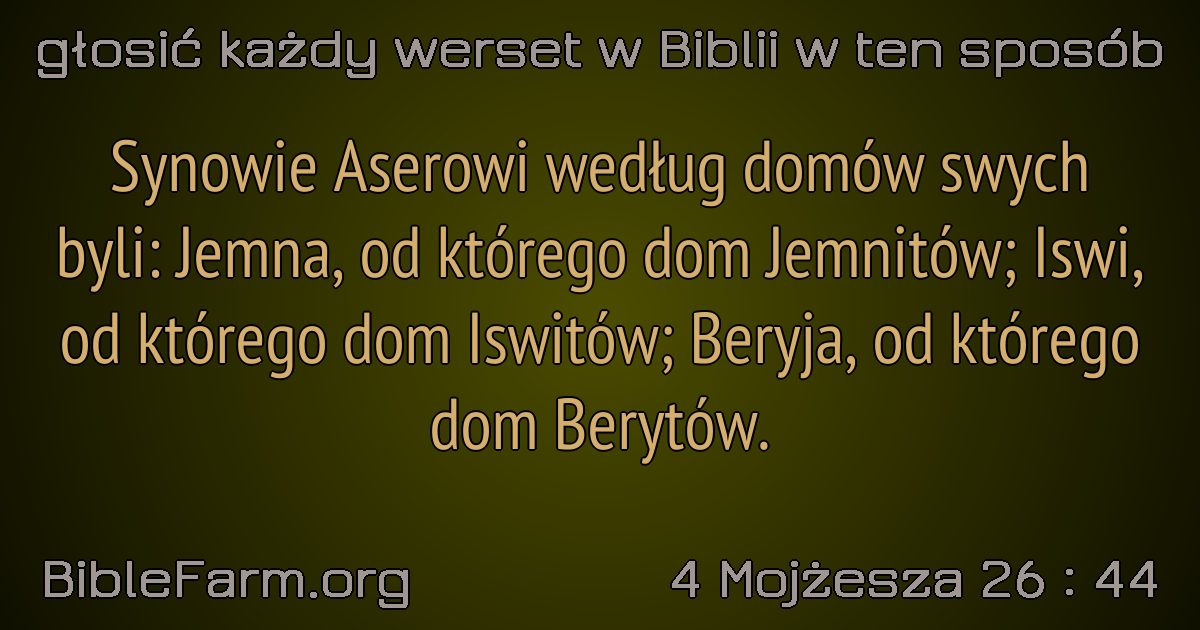 głosić każdy werset w Biblii w ten sposób
Synowie Aserowi według domów swych
byli: Jemna, od którego dom Jemnitów; Iswi,
od którego dom Iswitów; Beryja, od którego
dom Berytów.
BibleFarm.org
4 Mojżesza 26 : 44